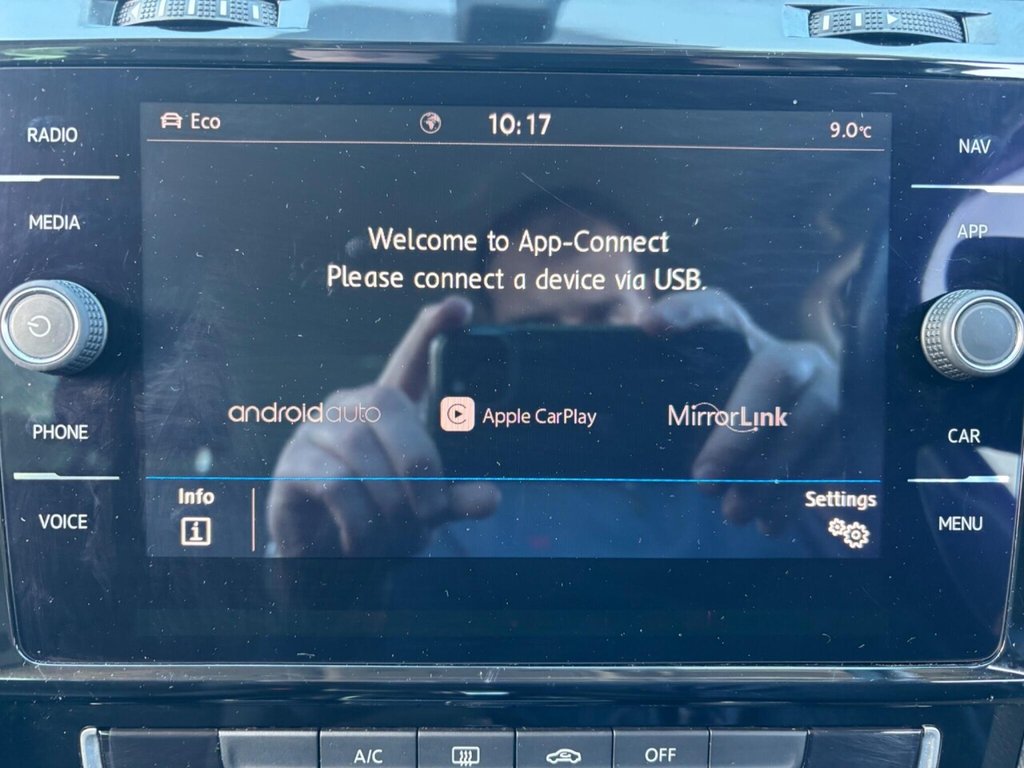 Eco 10:17 9.0°C
RADIO
NAV
MEDIA
APP
Welcome to App-Connect
Please connect a device via USB.
androidauto Apple CarPlay MirrorLink
PHONE
CAR
Info
Settings
VOICE
MENU
A/C OFF